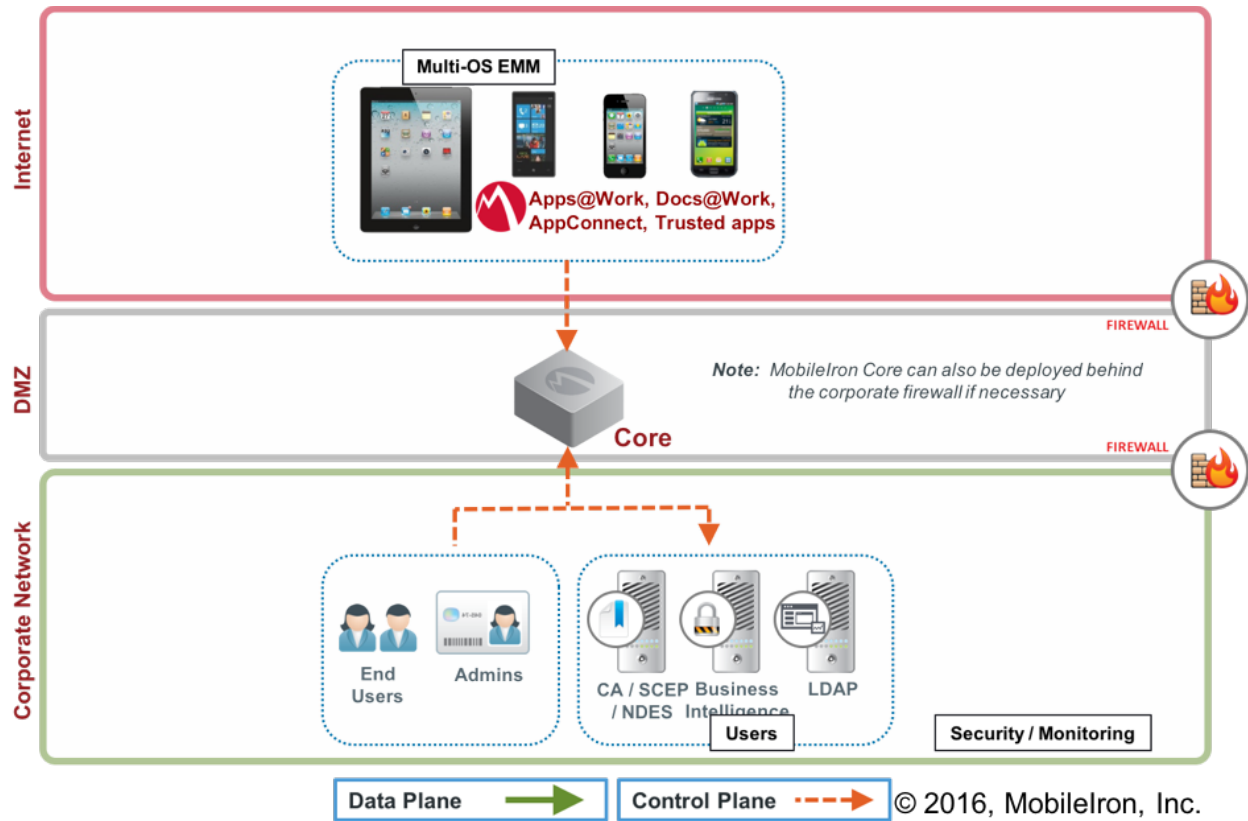 Internet
Multi-OS EMM
Apps@Work, Docs@Work,
AppConnect, Trusted apps
FIREWALL
DMZ
Note: MobileIron Core can also be deployed behind
the corporate firewall if necessary
Core
FIREWALL
Corporate Network
End
Users
Admins
CA / SCEP
/ NDES
Business
Intelligence
LDAP
Users
Security / Monitoring
Data Plane
Control Plane
© 2016, MobileIron, Inc.